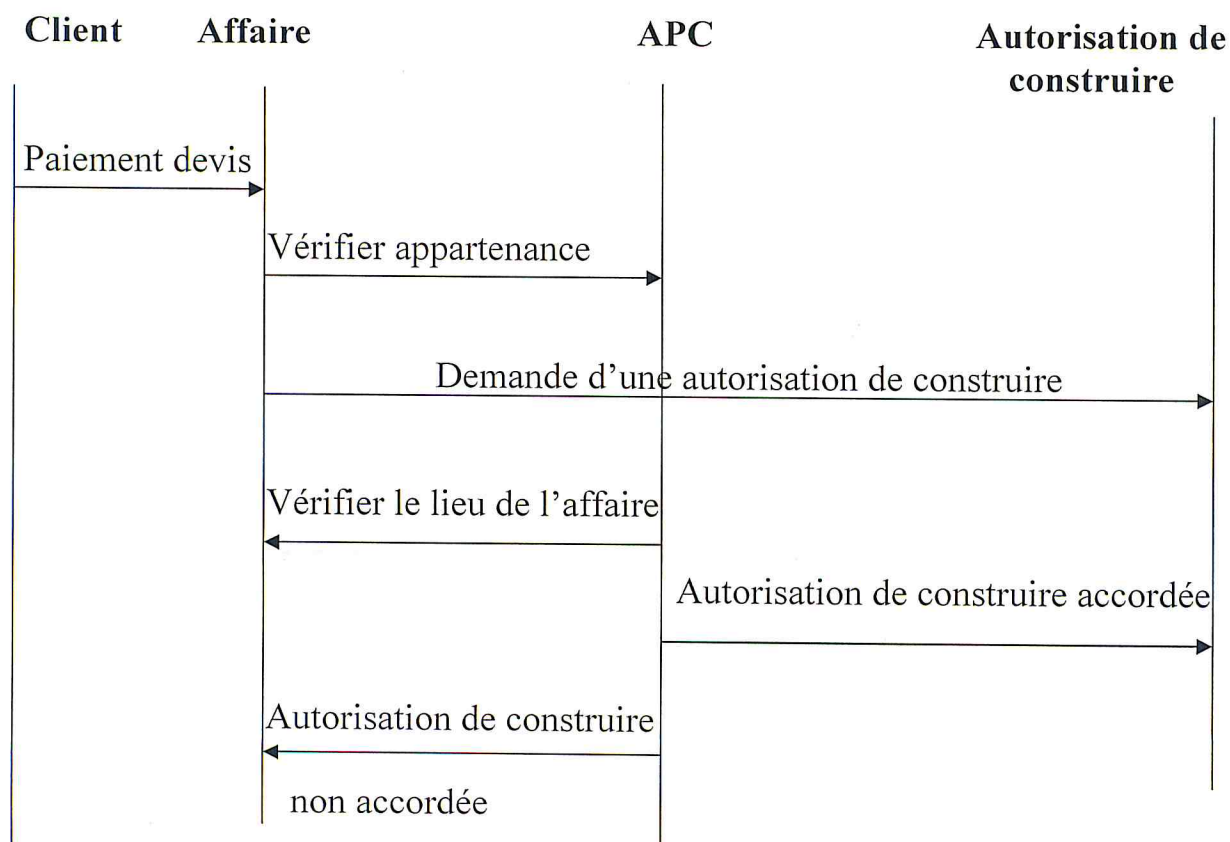 Client
Affaire
APC
Autorisation de
construire
Paiement devis
Vérifier appartenance
Demande d’une autorisation de construire
Vérifier le lieu de l’affaire
Autorisation de construire accordée
Autorisation de construire
non accordée